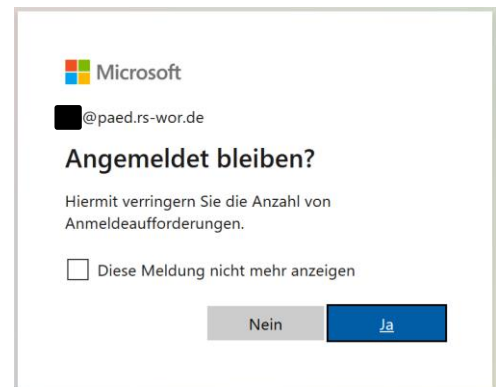 Microsoft
@paed.rs-wor.de
Angemeldet bleiben?
Hiermit verringern Sie die Anzahl von
Anmeldeaufforderungen.
Diese Meldung nicht mehr anzeigen
Nein Ja